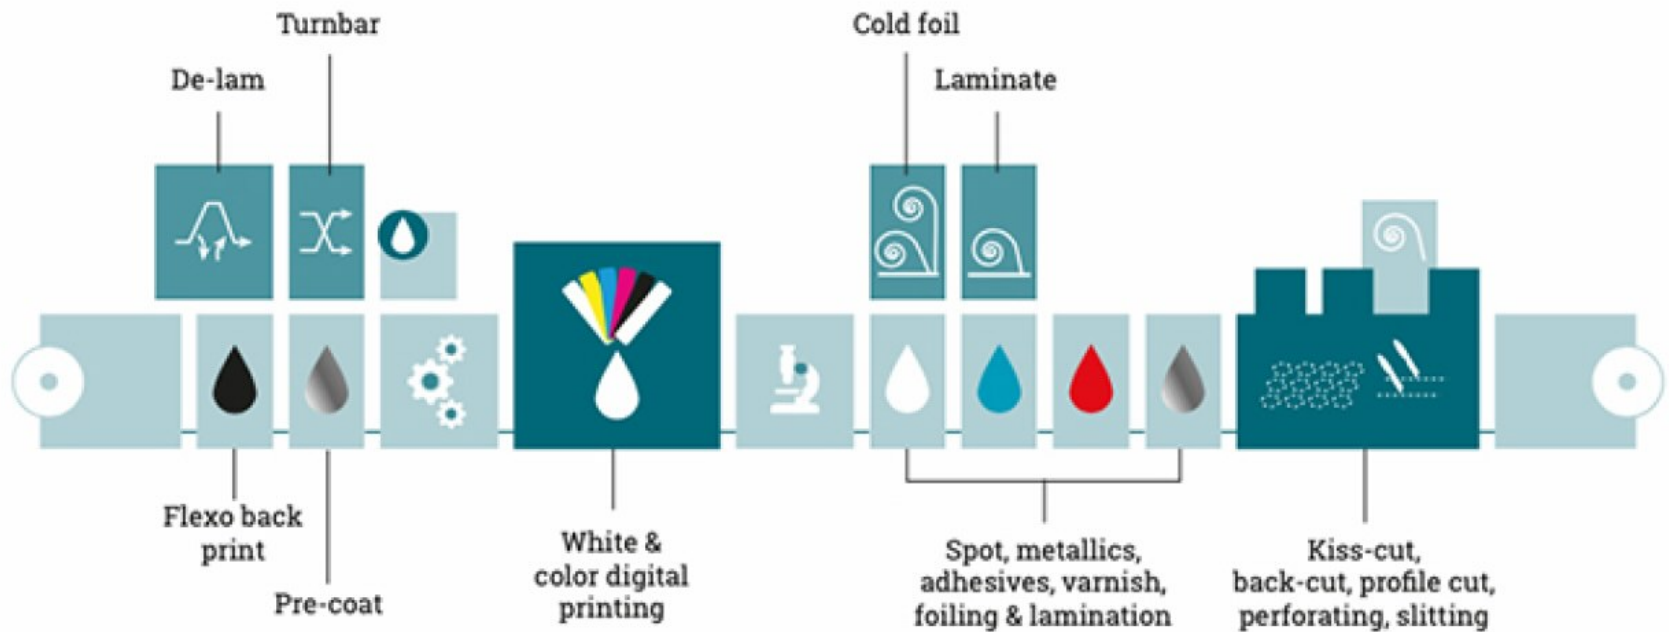 Turnbar
De-lam
Cold foil
Laminate
Flexo back
print
Pre-coat
White &
color digital
printing
Spot, metallics,
adhesives, varnish,
foiling & lamination
Kiss-cut,
back-cut, profile cut,
perforating, slitting